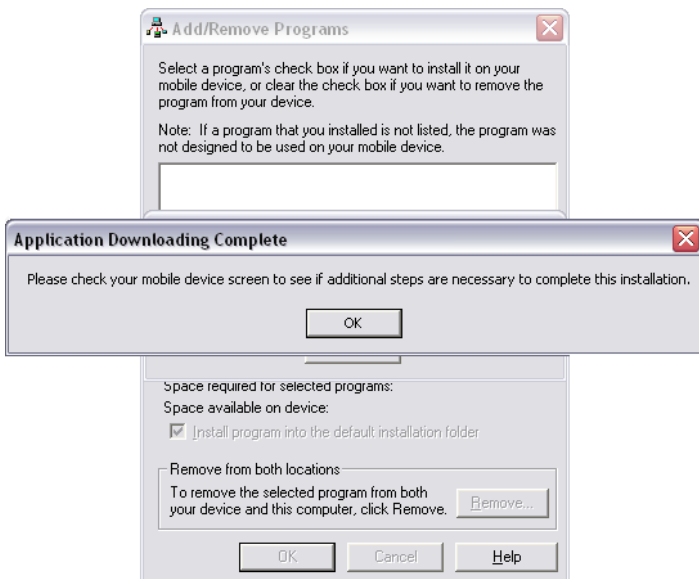 Add/Remove Programs
Select a program's check box if you want to install it on your
mobile device, or clear the check box if you want to remove the
program from your device.
Note: If a program that you installed is not listed, the program was
not designed to be used on your mobile device.
Application Downloading Complete
Please check your mobile device screen to see if additional steps are necessary to complete this installation.
OK
Space required for selected programs:
Space available on device:
Install program into the default installation folder
Remove from both locations
To remove the selected program from both
your device and this computer, click Remove.
Remove...
OK
Cancel
Help